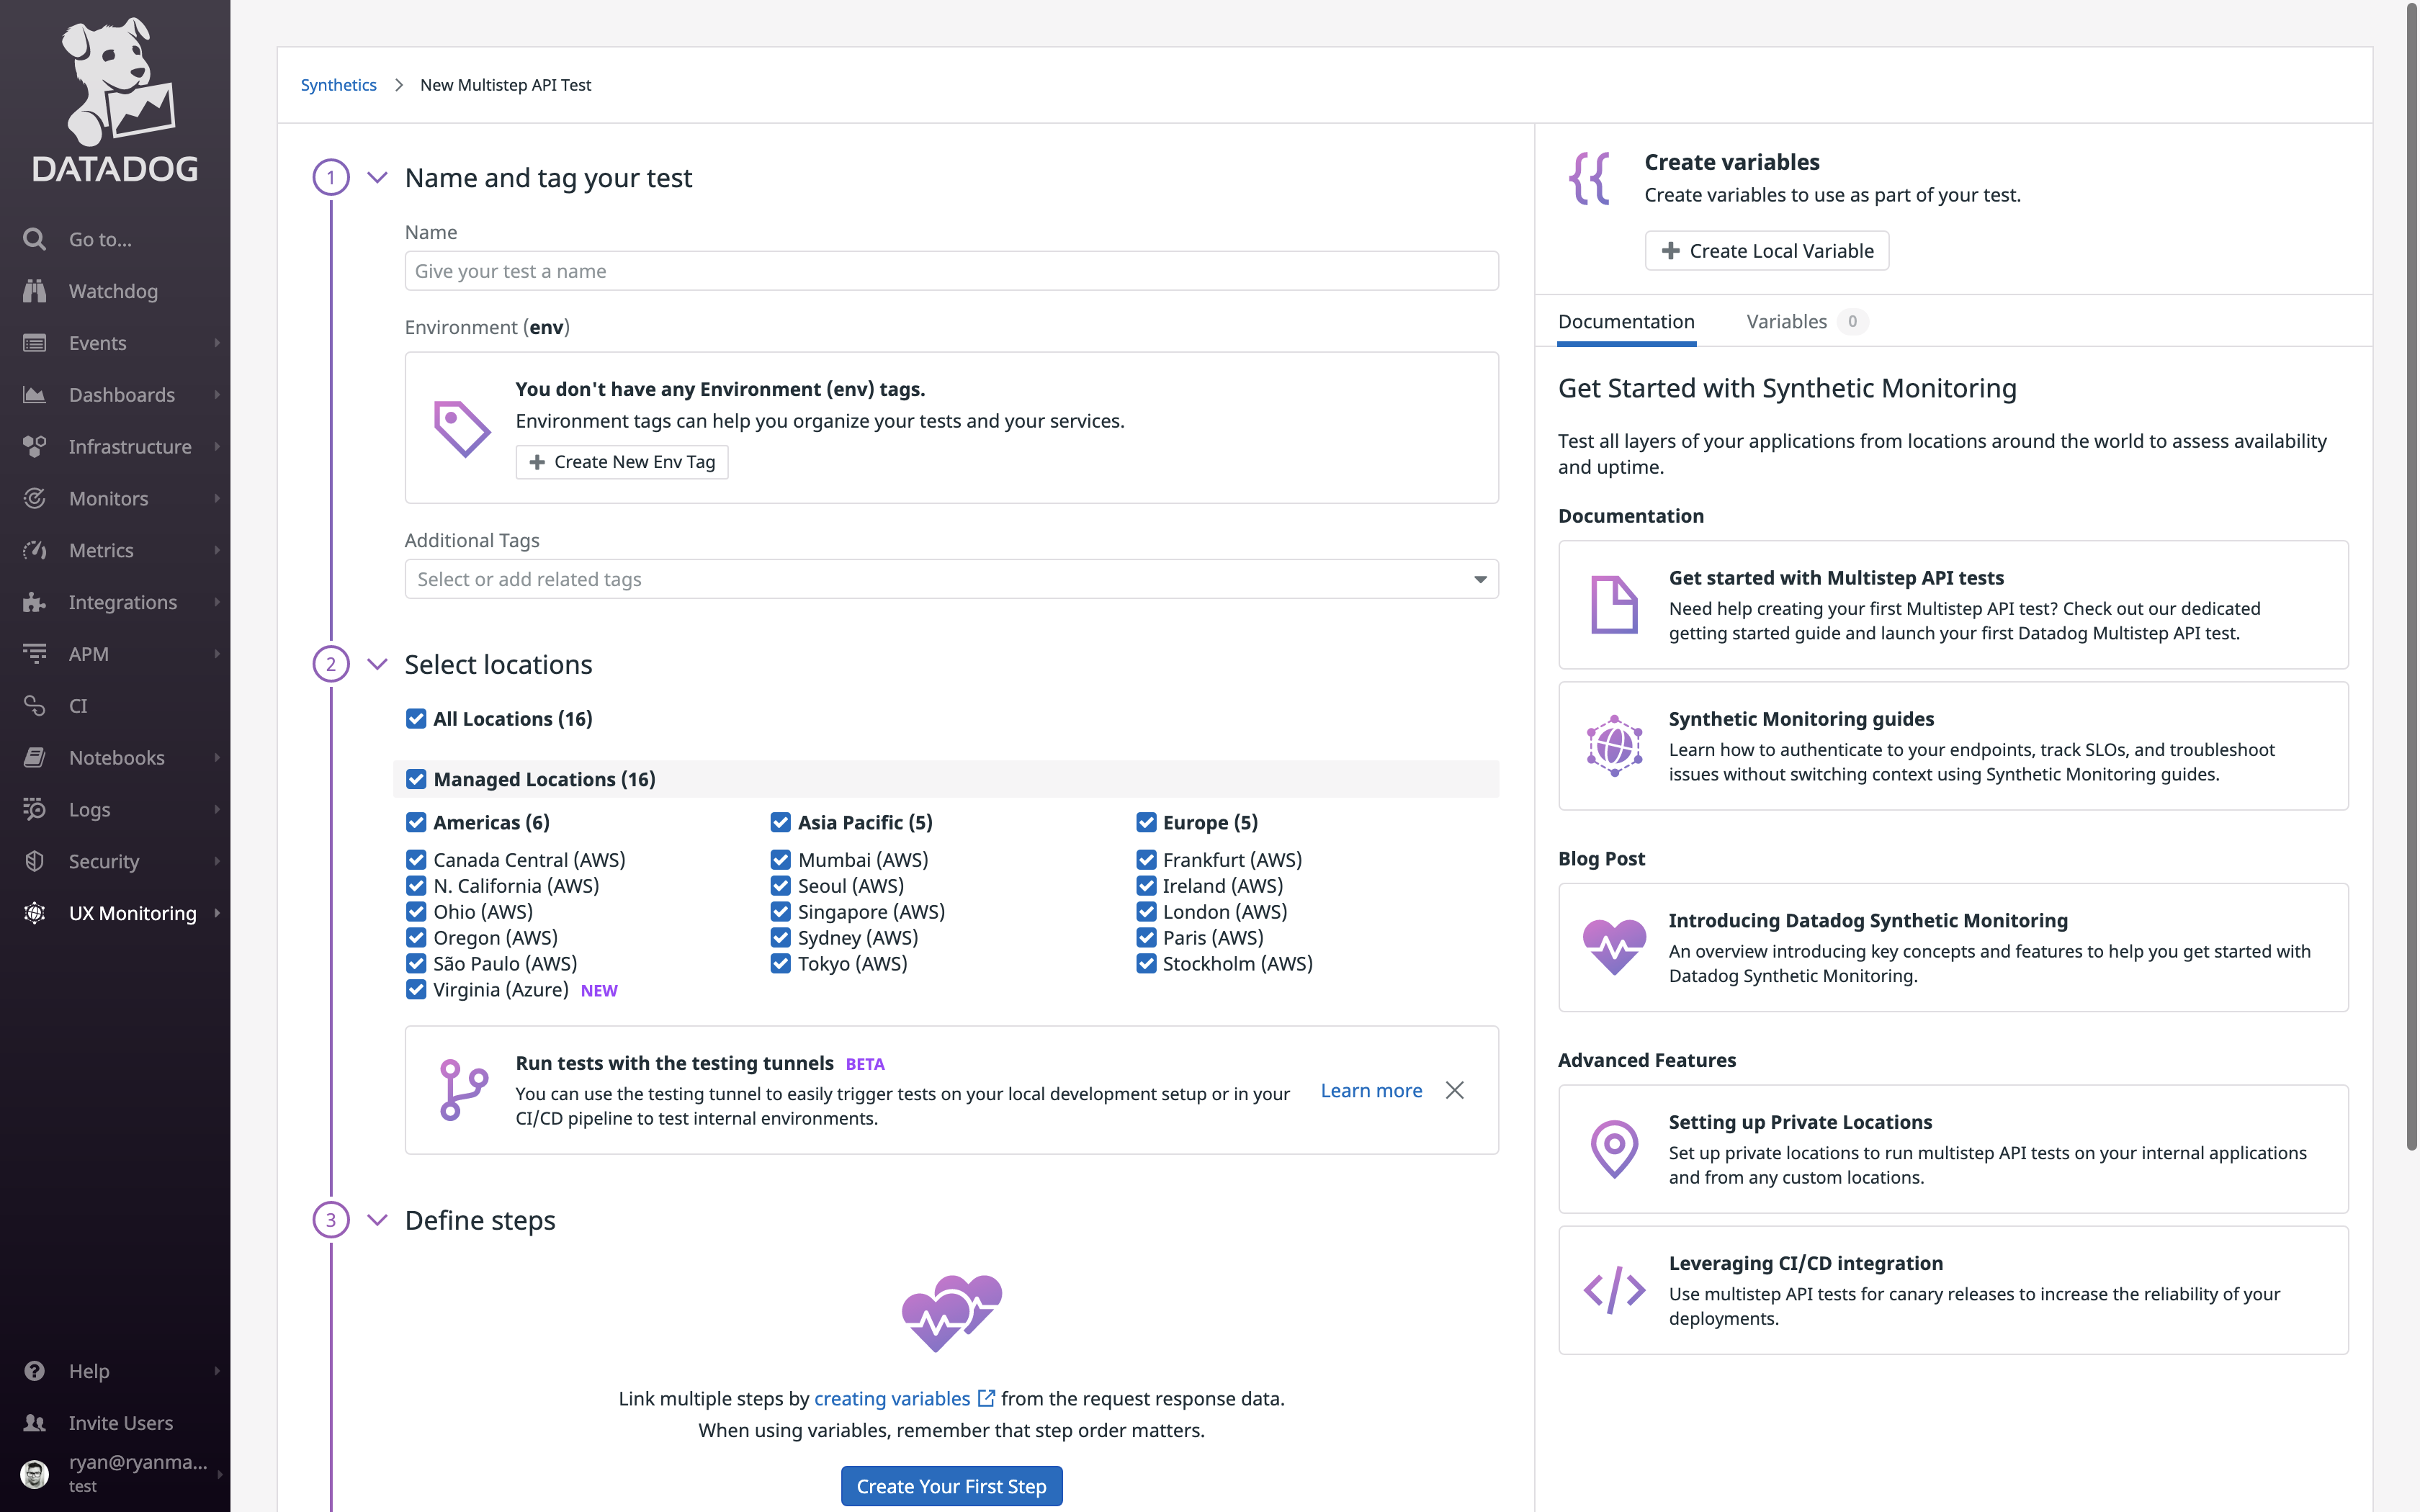 DATADOG
Go to...
Watchdog
Events
Dashboards
Infrastructure
Monitors
Metrics
Integrations
APM
CI
Notebooks
Logs
Security
UX Monitoring
Help
Invite Users
ryan@ryanma...
test
Synthetics > New Multistep API Test
1 Name and tag your test
Name
Give your test a name
Environment (env)
You don't have any Environment (env) tags.
Environment tags can help you organize your tests and your services.
+ Create New Env Tag
Additional Tags
Select or add related tags
2 Select locations
All Locations (16)
Managed Locations (16)
Americas (6)
Canada Central (AWS)
N. California (AWS)
Ohio (AWS)
Oregon (AWS)
São Paulo (AWS)
Virginia (Azure) NEW
Asia Pacific (5)
Mumbai (AWS)
Seoul (AWS)
Singapore (AWS)
Sydney (AWS)
Tokyo (AWS)
Europe (5)
Frankfurt (AWS)
Ireland (AWS)
London (AWS)
Paris (AWS)
Stockholm (AWS)
Run tests with the testing tunnels BETA
You can use the testing tunnel to easily trigger tests on your local development setup or in your
CI/CD pipeline to test internal environments.
Learn more
3 Define steps
Link multiple steps by creating variables from the request response data.
When using variables, remember that step order matters.
Create Your First Step
{{
Create variables
Create variables to use as part of your test.
+ Create Local Variable
Documentation
Variables 0
Get Started with Synthetic Monitoring
Test all layers of your applications from locations around the world to assess availability
and uptime.
Documentation
Get started with Multistep API tests
Need help creating your first Multistep API test? Check out our dedicated
getting started guide and launch your first Datadog Multistep API test.
Synthetic Monitoring guides
Learn how to authenticate to your endpoints, track SLOs, and troubleshoot
issues without switching context using Synthetic Monitoring guides.
Blog Post
Introducing Datadog Synthetic Monitoring
An overview introducing key concepts and features to help you get started with
Datadog Synthetic Monitoring.
Advanced Features
Setting up Private Locations
Set up private locations to run multistep API tests on your internal applications
and from any custom locations.
</>
Leveraging CI/CD integration
Use multistep API tests for canary releases to increase the reliability of your
deployments.